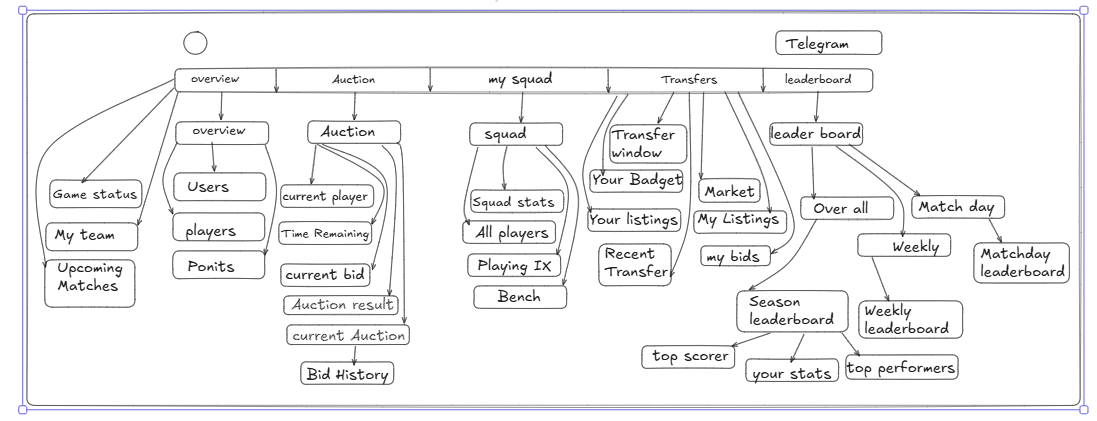 Telegram
overview
Auction
my squad
Transfers
leaderboard
overview
Auction
squad
Transfer
window
leader board
Game status
Users
current player
Squad stats
Your Badget
Market
Over all
Match day
My team
players
Time Remaining
All players
Your listings
My Listings
Weekly
Upcoming
Matches
Ponits
current bid
Playing IX
Recent
Transfer
my bids
Matchday
leaderboard
Auction result
Bench
Season
leaderboard
Weekly
leaderboard
current Auction
top scorer
your stats
top performers
Bid History